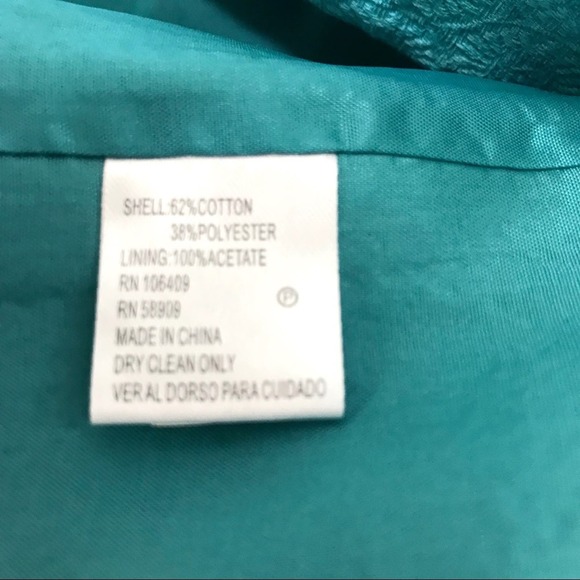 SHELL:62%COTTON
38%POLYESTER
LINING:100%ACETATE
RN 106409
RN 58909
P
MADE IN CHINA
DRY CLEAN ONLY
VER AL DORSO PARA CUIDADO